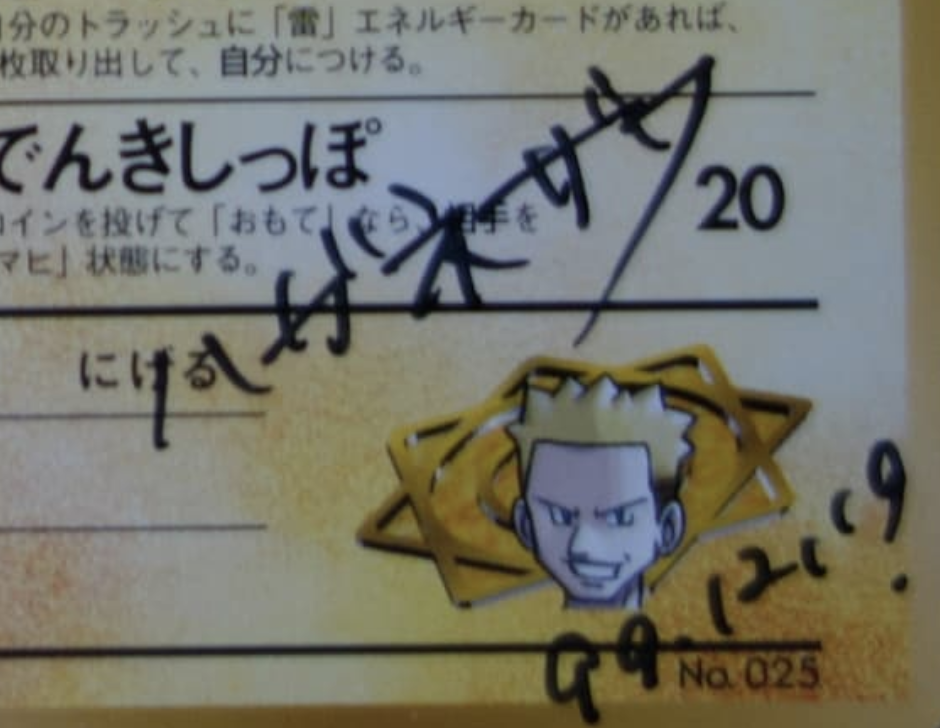 自分のトラッシュに「雷」エネルギーカードがあれば、
枚取り出して、自分につける。
でんきしっぽ
20
コインを投げて「おもて」なら、相手を
マヒ」状態にする。
にげる
99.12.19
No. 025